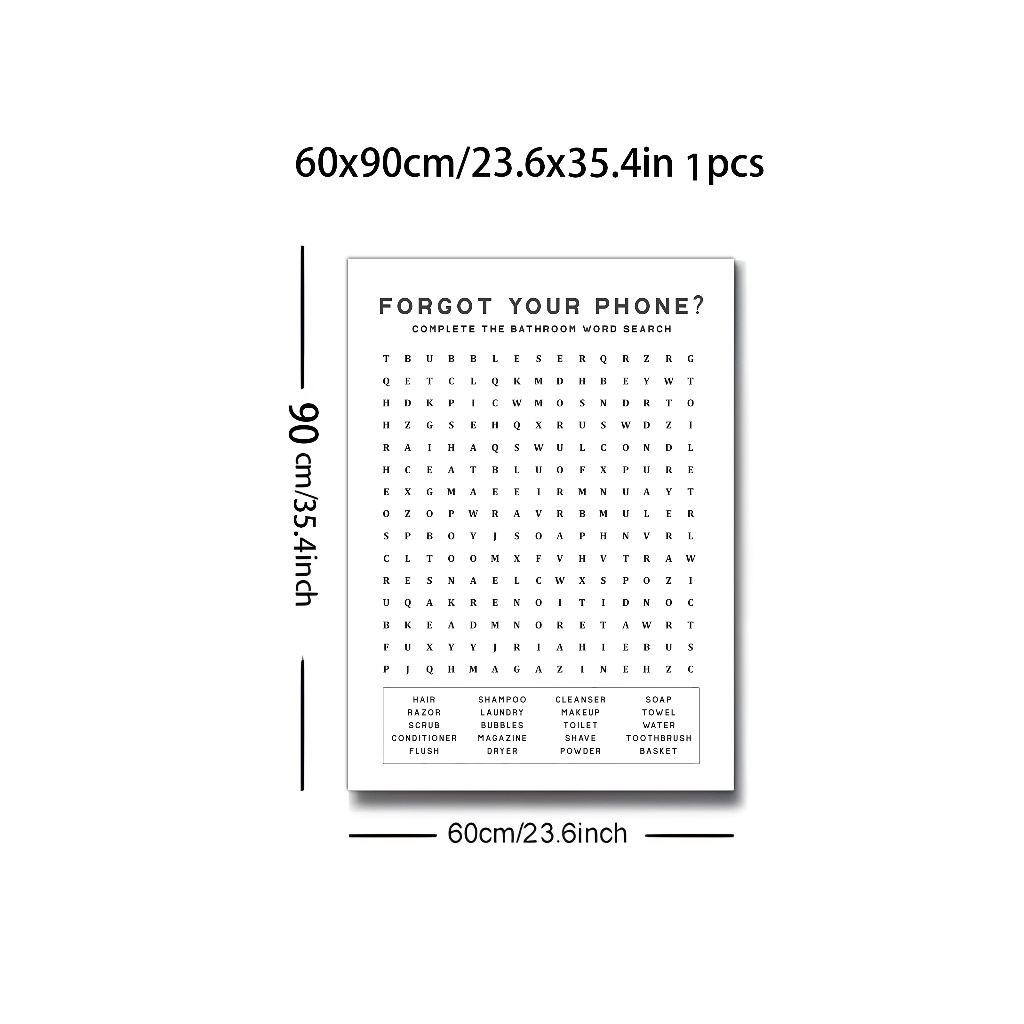 60x90cm/23.6x35.4in 1pcs
90 cm/35.4inch
FORGOT YOUR PHONE?
COMPLETE THE BATHROOM WORD SEARCH
T B U B B L E S E R Q R Z R G
Q E T C L Q K M D H B E Y W T
H D K P I C W M O S N D R T O
H Z G S E H Q X R U S W D Z I
R A I H A Q S W U L C O N D L
H C E A T B L U O F X P U R E
E X G M A E E I R M N U A Y T
O Z O P W R A V R B M U L E R
S P B O Y J S O A P H N V R L
C L T O O M X F V H V T R A W
R E S N A E L C W X S P O Z I
U Q A K R E N O I T I D N O C
B K E A D M N O R E T A W R T
F U X Y Y J R I A H I E B U S
P J Q H M A G A Z I N E H Z C
HAIR SHAMPOO CLEANSER SOAP
RAZOR LAUNDRY MAKEUP TOWEL
SCRUB BUBBLES TOILET WATER
CONDITIONER MAGAZINE SHAVE TOOTHBRUSH
FLUSH DRYER POWDER BASKET
60cm/23.6inch